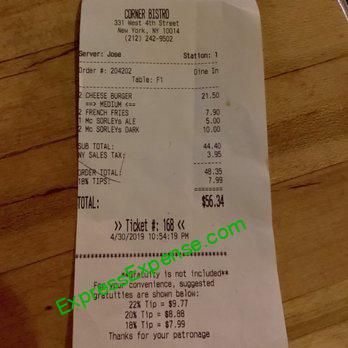 CORNER BISTRO
331 West 4th Street
New York, NY 10014
(212) 242-9502
Server: Jose Station: 1
Order #: 204202 Dine In
Table: F1
2 CHEESE BURGER 21.50
==> MEDIUM <==
2 FRENCH FRIES 7.90
1 Mc SORLEYs ALE 5.00
2 Mc SORLEYs DARK 10.00
SUB TOTAL: 44.40
NY SALES TAX: 3.95
ORDER TOTAL: 48.35
18% TIPS: 7.99
TOTAL: $56.34
>> Ticket #: 168 <<
4/30/2019 10:54:19 PM
ExpressExpense.com
**Gratuity is not included**
For your convenience, suggested
gratuities are shown below:
22% Tip = $9.77
20% Tip = $8.88
18% Tip = $7.99
Thanks for your patronage